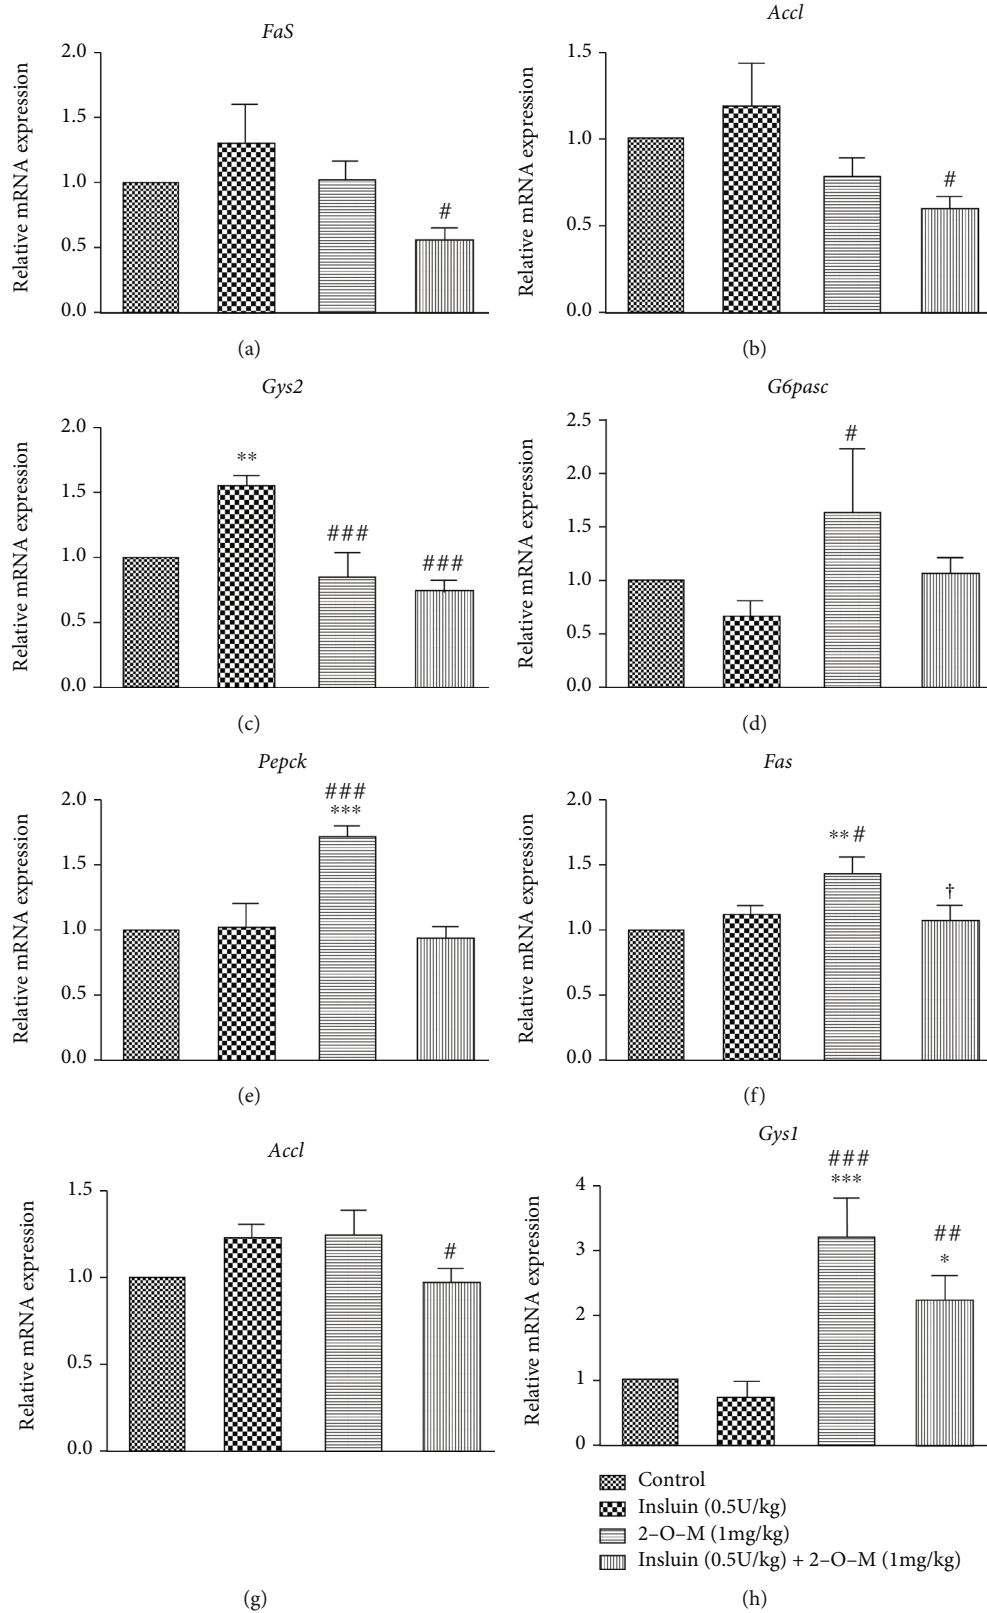 FaS
Relative mRNA expression
2.0
1.5
1.0
0.5
0.0
#
(a)
Accl
Relative mRNA expression
1.5
1.0
0.5
0.0
#
(b)
Gys2
Relative mRNA expression
2.0
1.5
1.0
0.5
0.0
**
###
###
(c)
G6pasc
Relative mRNA expression
2.5
2.0
1.5
1.0
0.5
0.0
#
(d)
Pepck
Relative mRNA expression
2.0
1.5
1.0
0.5
0.0
###
***
(e)
Fas
Relative mRNA expression
2.0
1.5
1.0
0.5
0.0
**#
†
(f)
Accl
Relative mRNA expression
1.5
1.0
0.5
0.0
#
(g)
Gys1
Relative mRNA expression
4
3
2
1
0
###
***
##
*
Control
Insluin (0.5U/kg)
2–O–M (1mg/kg)
Insluin (0.5U/kg) + 2–O–M (1mg/kg)
(h)